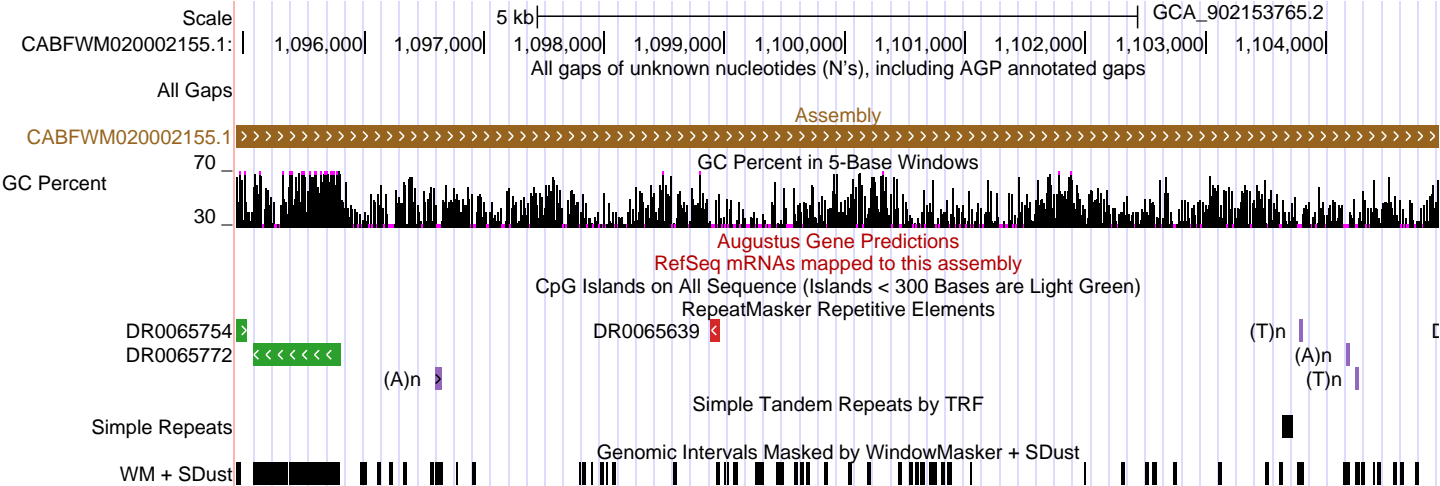 Scale 5 kb GCA_902153765.2
CABFWM020002155.1: 1,096,000 1,097,000 1,098,000 1,099,000 1,100,000 1,101,000 1,102,000 1,103,000 1,104,000
All gaps of unknown nucleotides (N's), including AGP annotated gaps
All Gaps
Assembly
CABFWM020002155.1
70 GC Percent in 5-Base Windows
GC Percent
30
Augustus Gene Predictions
RefSeq mRNAs mapped to this assembly
CpG Islands on All Sequence (Islands < 300 Bases are Light Green)
RepeatMasker Repetitive Elements
DR0065754 DR0065639 (T)n
DR0065772 (A)n
(A)n (T)n
Simple Tandem Repeats by TRF
Simple Repeats
Genomic Intervals Masked by WindowMasker + SDust
WM + SDust